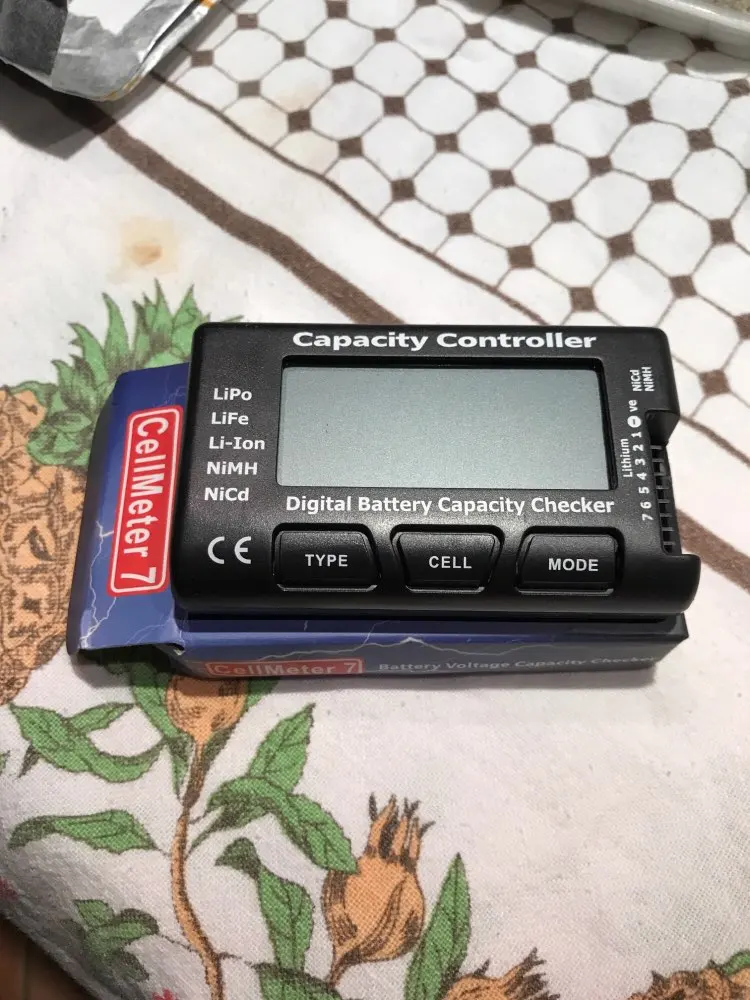 Capacity Controller
LiPo
LiFe
Li-Ion
NiMH
NiCd
NiCd
NiMH
Lithium
7 6 5 4 3 2 1 - ve
Digital Battery Capacity Checker
CE
TYPE
CELL
MODE
CellMeter 7
CellMeter 7
Battery Voltage Capacity Checker